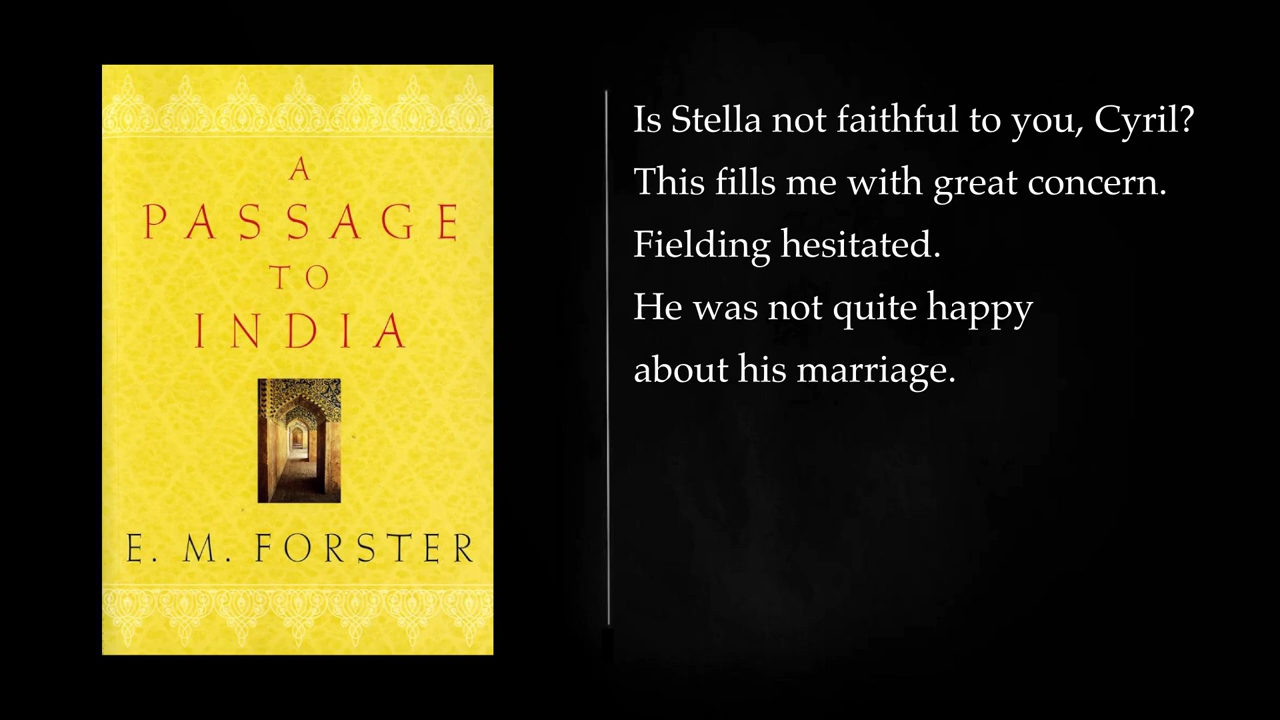 A
PASSAGE
TO
INDIA
E. M. FORSTER
Is Stella not faithful to you, Cyril?
This fills me with great concern.
Fielding hesitated.
He was not quite happy
about his marriage.